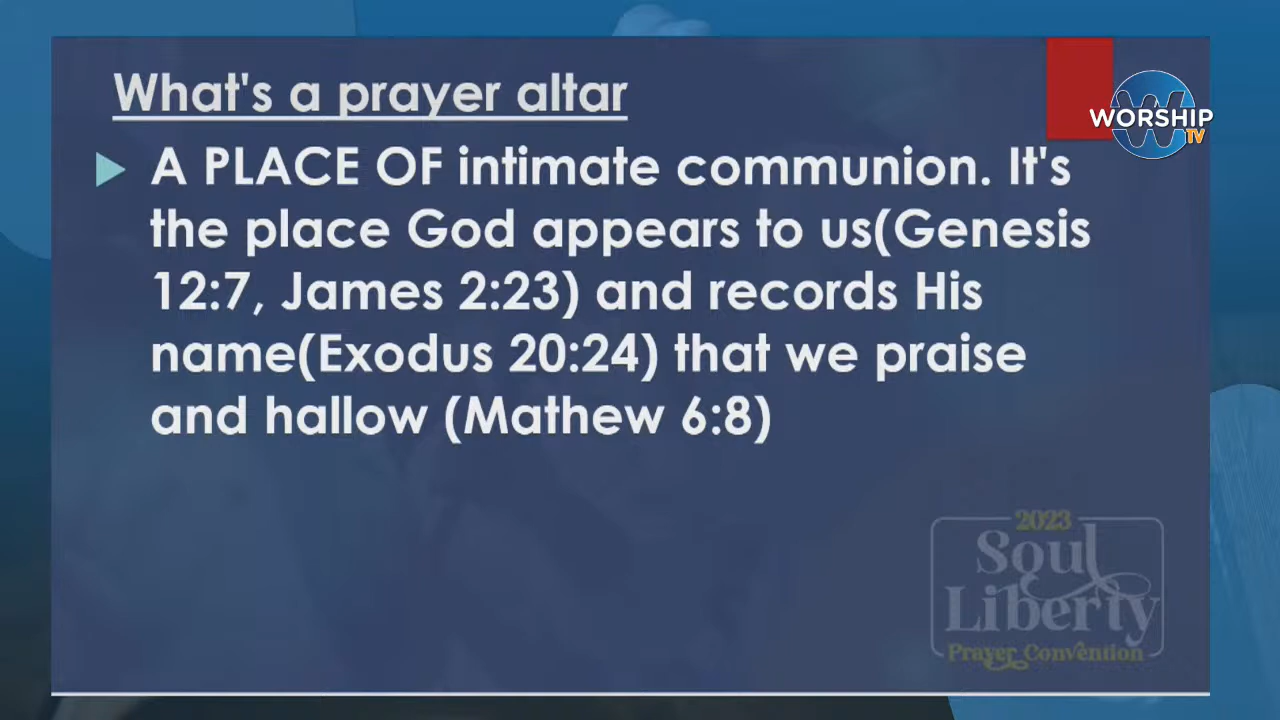 What's a prayer altar
WORSHIP
TV
A PLACE OF intimate communion. It's
the place God appears to us(Genesis
12:7, James 2:23) and records His
name(Exodus 20:24) that we praise
and hallow (Mathew 6:8)
2023
Soul
Liberty
Prayer Convention